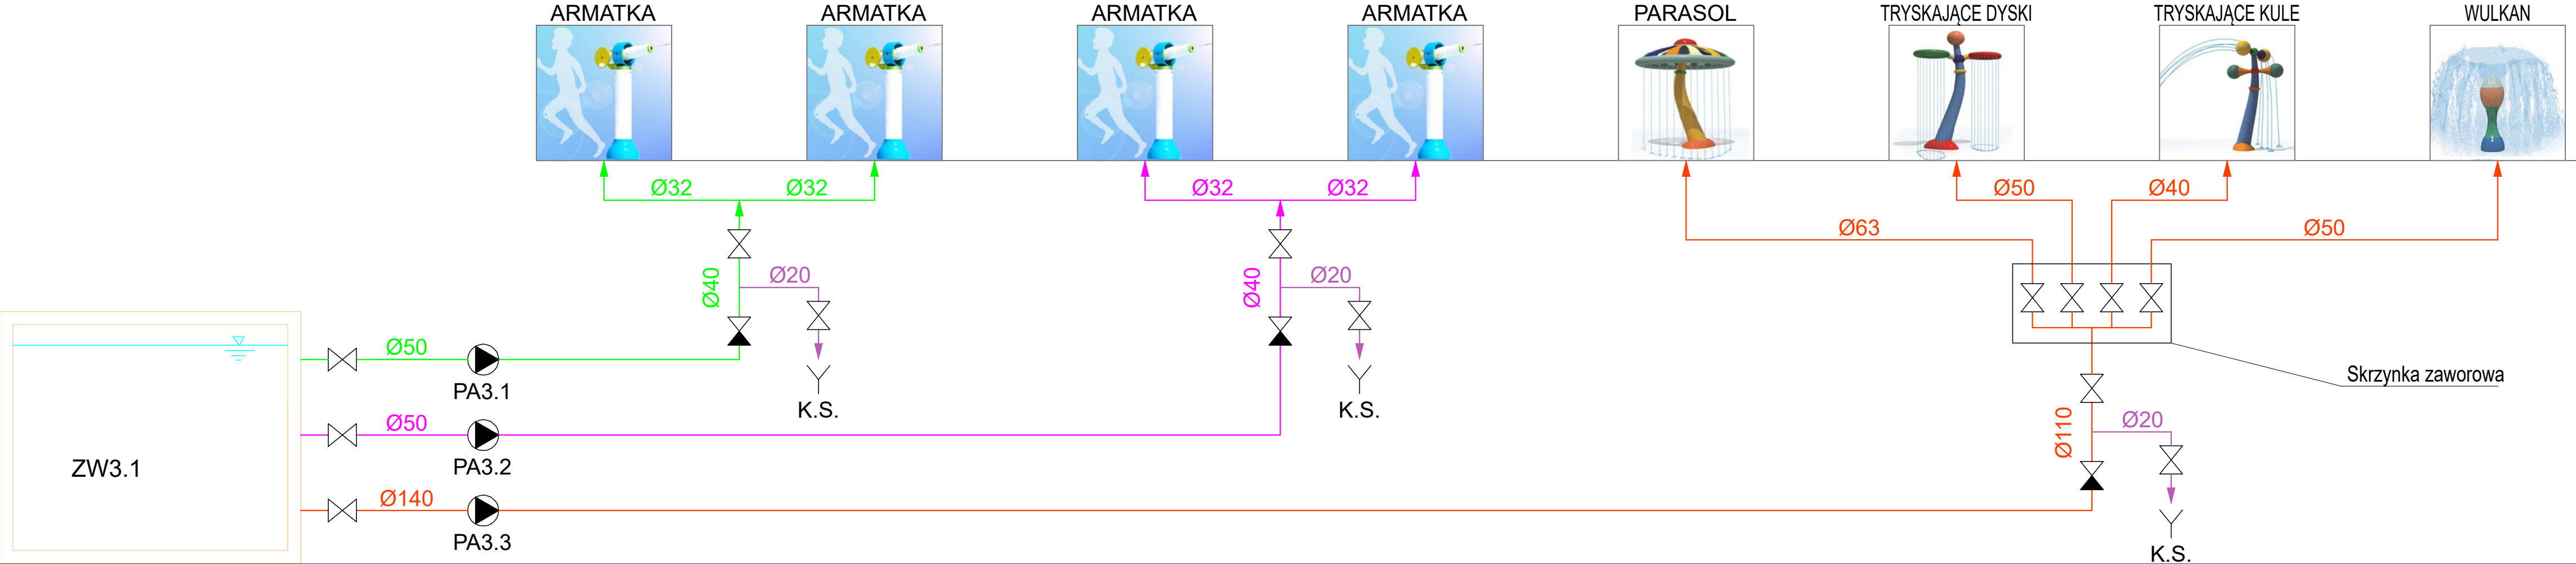 ARMATKA
ARMATKA
ARMATKA
ARMATKA
PARASOL
TRYSKAJĄCE DYSKI
TRYSKAJĄCE KULE
WULKAN
Ø32
Ø32
Ø32
Ø32
Ø50
Ø40
Ø63
Ø50
Ø40
Ø20
Ø40
Ø20
Ø50
PA3.1
K.S.
K.S.
Skrzynka zaworowa
Ø50
PA3.2
ZW3.1
Ø110
Ø20
Ø140
PA3.3
K.S.